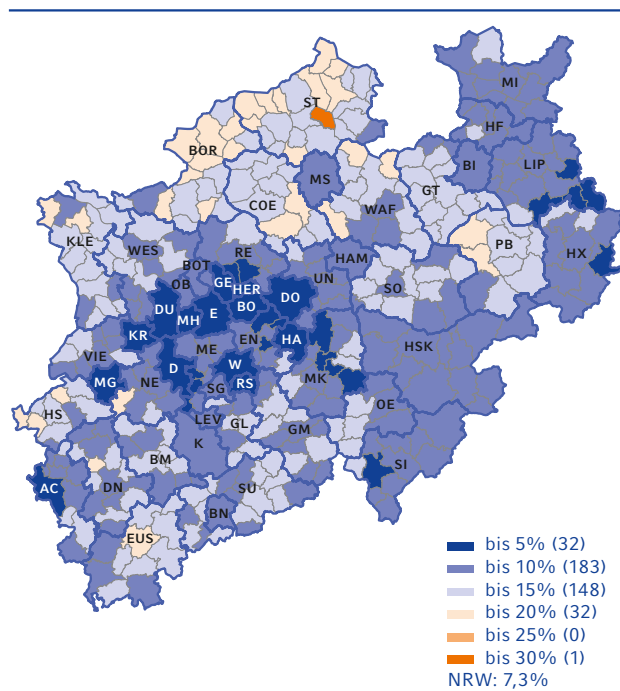 MI
ST
HF
BOR
BI
LIP
MS
GT
COE
WAF
KLE
PB
HX
WES
RE
HAM
BOT
GE
UN
OB
HER
SO
DU
BO
DO
MH
E
KR
EN
HA
HSK
ME
VIE
D
W
MK
MG
NE
SG
RS
OE
HS
LEV
GL
K
GM
BM
SI
AC
DN
SU
BN
EUS
bis 5% (32)
bis 10% (183)
bis 15% (148)
bis 20% (32)
bis 25% (0)
bis 30% (1)
NRW: 7,3%